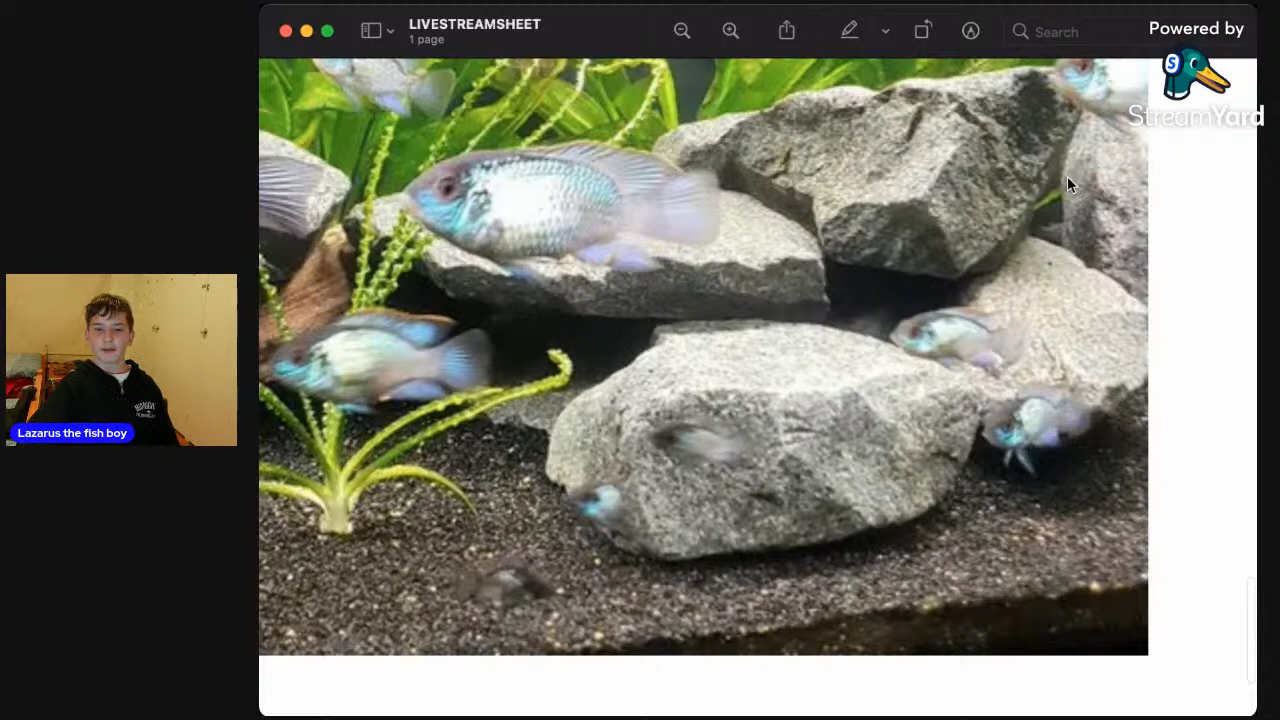 LIVESTREAMSHEET
1 page
Search
Powered by
S
StreamYard
Lazarus the fish boy